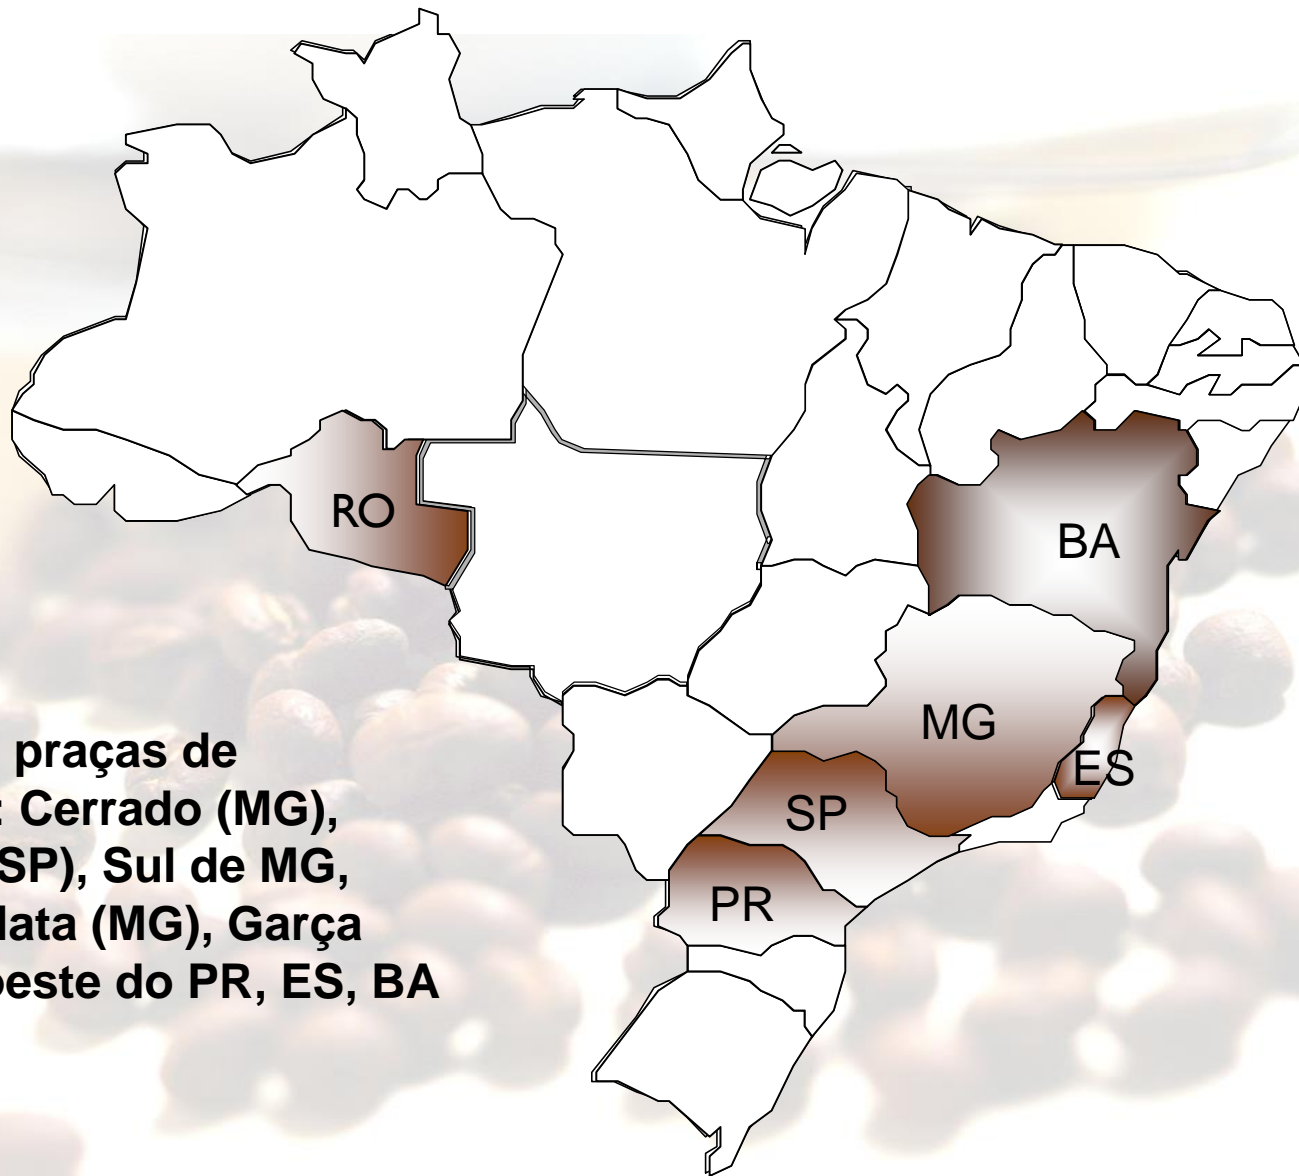 RO
BA
MG
ES
SP
PR
praças de
: Cerrado (MG),
SP), Sul de MG,
lata (MG), Garça
este do PR, ES, BA